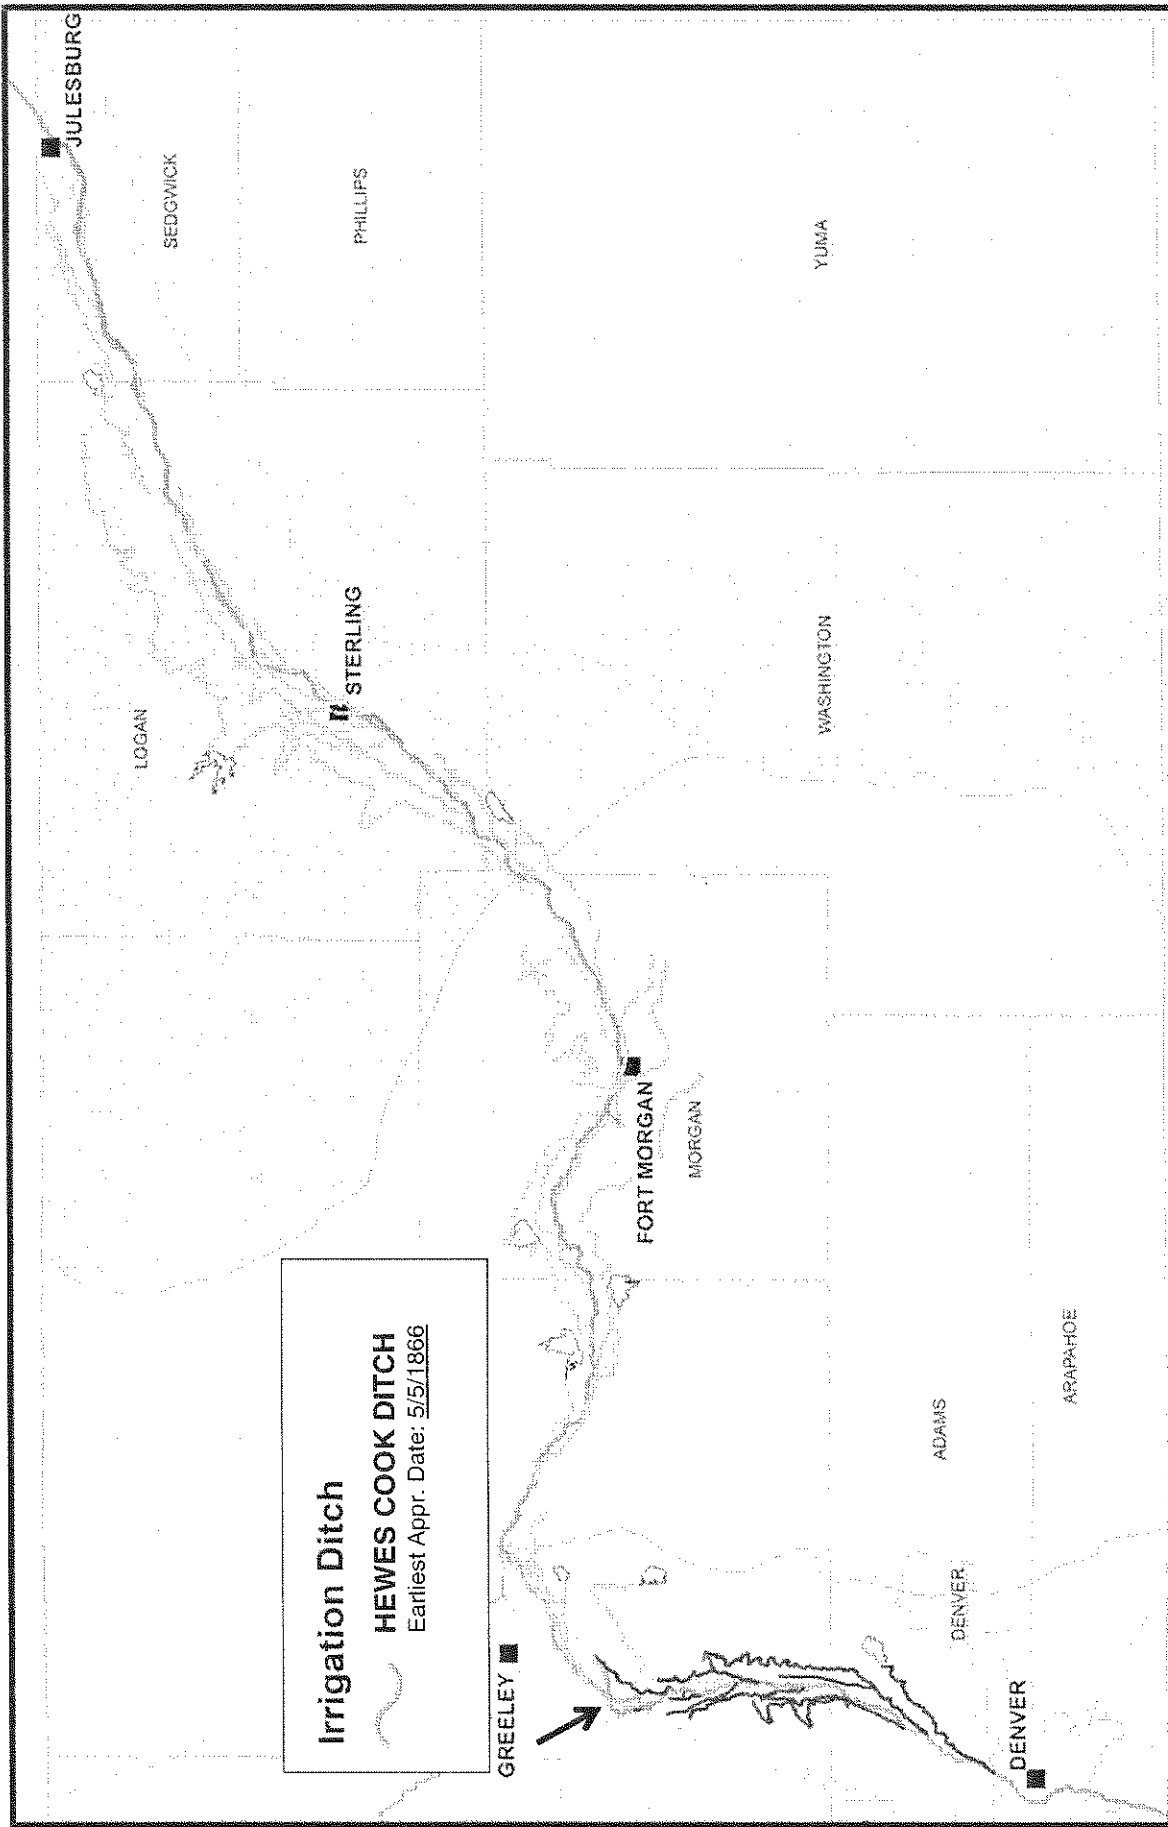 Irrigation Ditch
HEWES COOK DITCH
Earliest Appr. Date: 5/5/1866
JULESBURG
SEDGWICK
PHILLIPS
YUMA
LOGAN
STERLING
WASHINGTON
FORT MORGAN
MORGAN
GREELEY
ADAMS
ARAPAHOE
DENVER
DENVER